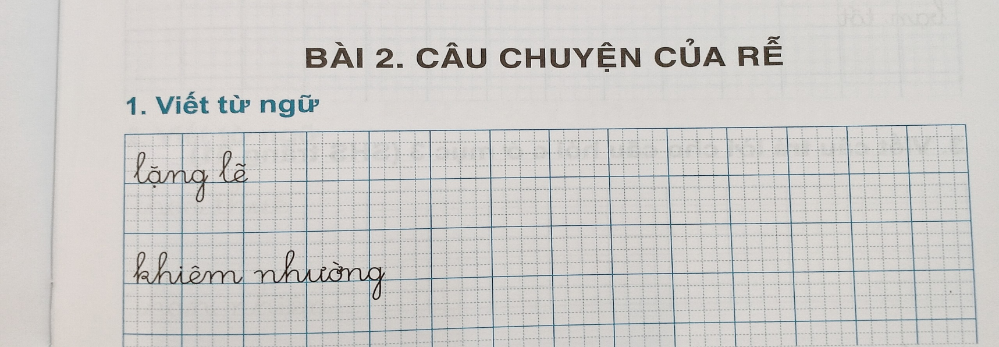 BÀI 2. CÂU CHUYỆN CỦA RỄ
1. Viết từ ngữ
lặng lẽ
khiêm nhường